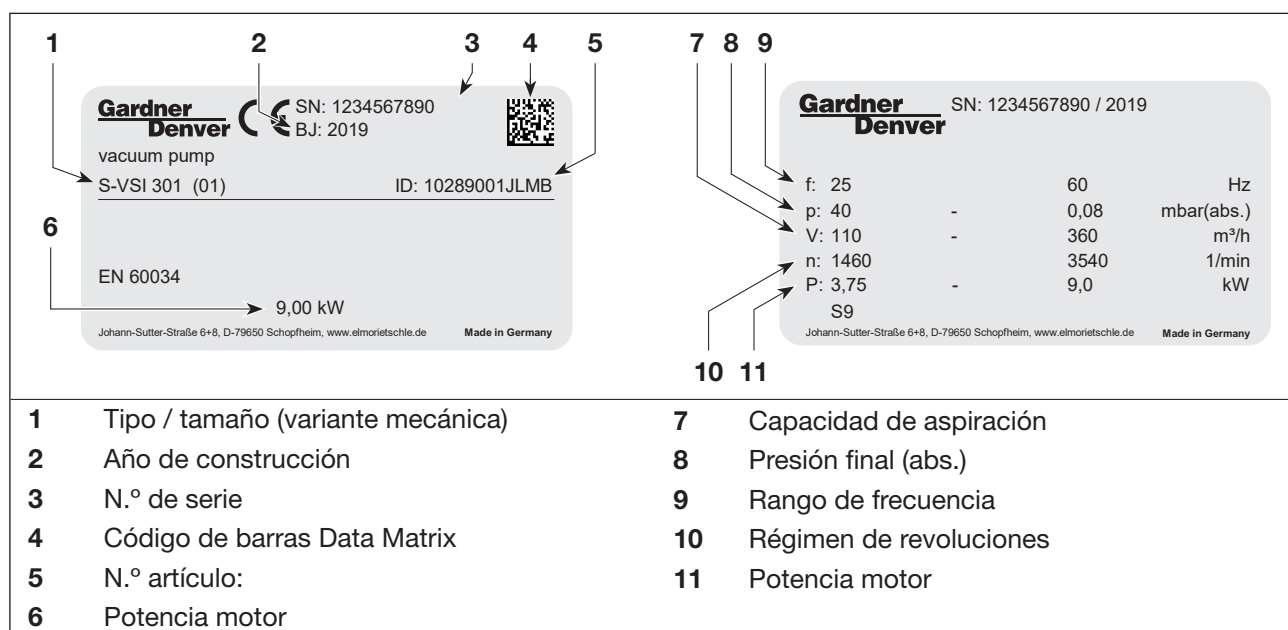 1 2 3 4 5
Gardner
Denver
CE
SN: 1234567890
BJ: 2019
vacuum pump
S-VSI 301 (01) ID: 10289001JLMB
6
EN 60034
9,00 kW
Johann-Sutter-Straße 6+8, D-79650 Schopfheim, www.elmorietschle.de Made in Germany
7 8 9
Gardner
Denver
SN: 1234567890 / 2019
f: 25 60 Hz
p: 40 - 0,08 mbar(abs.)
V: 110 - 360 m³/h
n: 1460 3540 1/min
P: 3,75 - 9,0 kW
S9
Johann-Sutter-Straße 6+8, D-79650 Schopfheim, www.elmorietschle.de Made in Germany
10 11
1 Tipo / tamaño (variante mecánica)
2 Año de construcción
3 N.º de serie
4 Código de barras Data Matrix
5 N.º artículo:
6 Potencia motor
7 Capacidad de aspiración
8 Presión final (abs.)
9 Rango de frecuencia
10 Régimen de revoluciones
11 Potencia motor